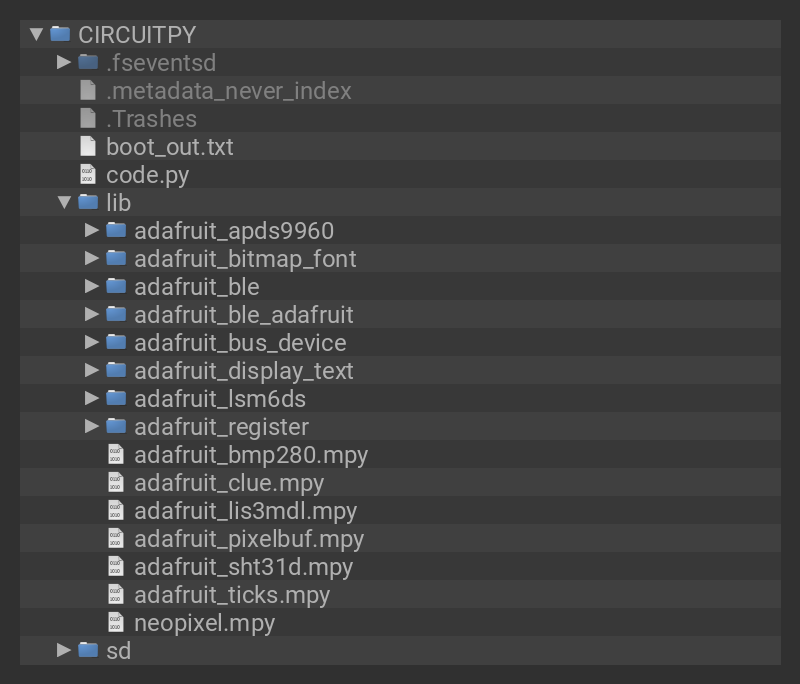 CIRCUITPY
.fseventsd
.metadata_never_index
.Trashes
boot_out.txt
code.py
lib
adafruit_apds9960
adafruit_bitmap_font
adafruit_ble
adafruit_ble_adafruit
adafruit_bus_device
adafruit_display_text
adafruit_lsm6ds
adafruit_register
adafruit_bmp280.mpy
adafruit_clue.mpy
adafruit_lis3mdl.mpy
adafruit_pixelbuf.mpy
adafruit_sht31d.mpy
adafruit_ticks.mpy
neopixel.mpy
sd